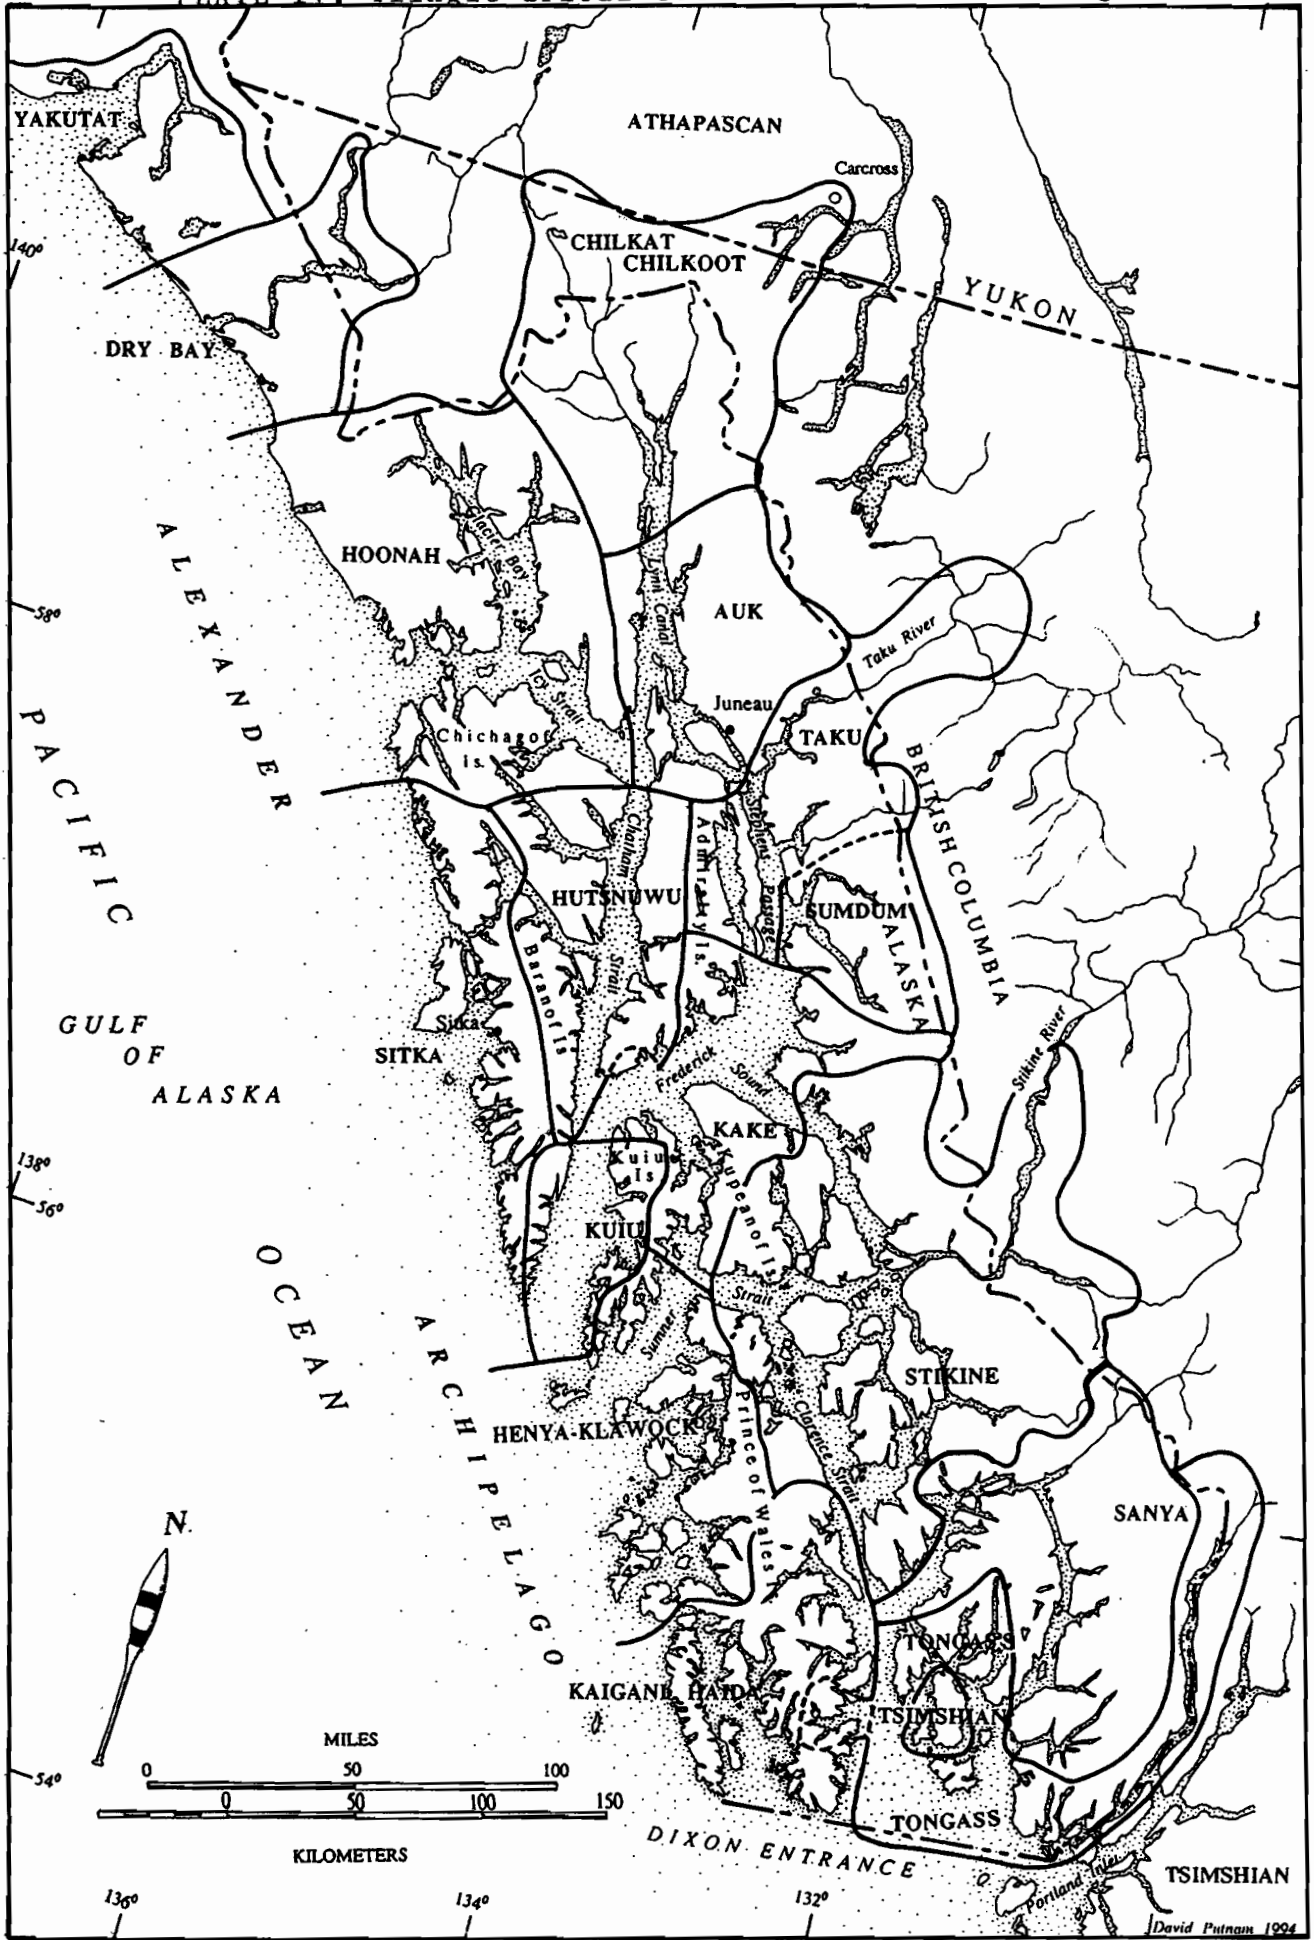 YAKUTAT
ATHAPASCAN
Carcross
140°
CHILKAT
CHILKOOT
YUKON
DRY BAY
HOONAH
Glacier Bay
Lynn Canal
AUK
58°
Taku River
Icy Strait
Juneau
TAKU
Chichagof
Is.
ALEXANDER
PACIFIC
BRITISH COLUMBIA
Chatham
Strait
Admiralty Is.
Stephens
Passage
HUTSNUWU
SUMDUM
ALASKA
Baranof Is
Sitka
SITKA
GULF
OF
ALASKA
Stikine River
Frederick
Sound
KAKE
Kuiu
Is
Kupeanof Is.
138°
56°
KUIU
OCEAN
Sumner
Strait
ARCHIPELAGO
STIKINE
HENYA-KLAWOCK
Prince of Wales I
Clarence Strait
SANYA
N.
TONGASS
KAIGANI HAIDA
TSIMSHIAN
MILES
0 50 100
54°
0 50 100 150
KILOMETERS
TONGASS
DIXON ENTRANCE
Portland Inlet
TSIMSHIAN
136°
134°
132°
David Putnam 1994